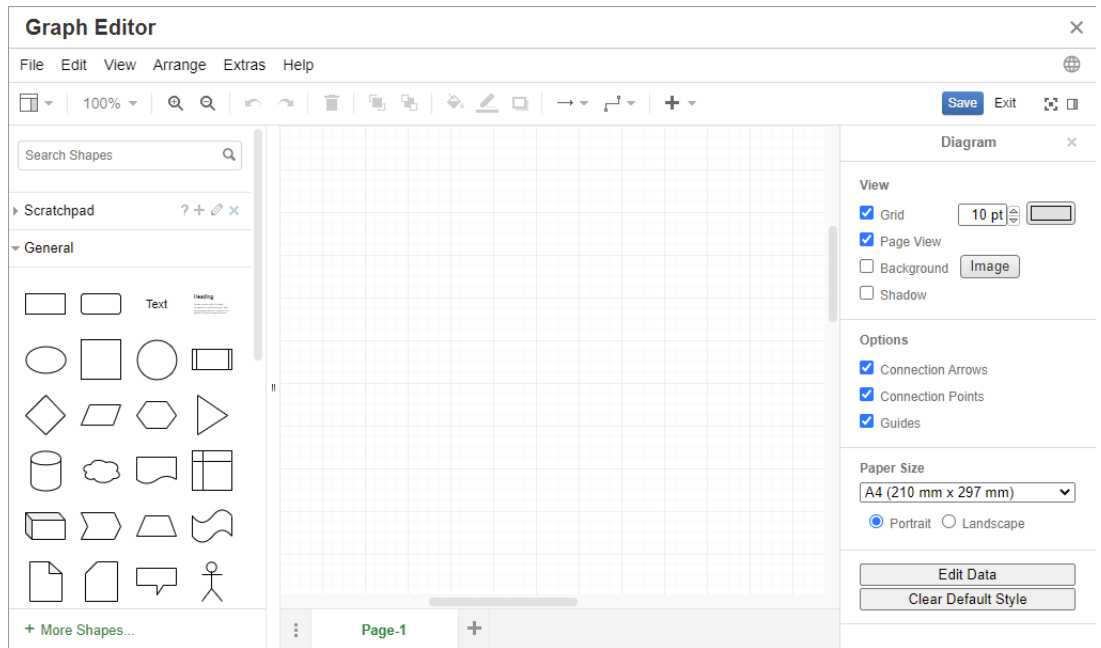 Graph Editor
File Edit View Arrange Extras Help
100%
Save Exit
Search Shapes
Scratchpad ?
General
Text
Heading
+ More Shapes...
Page-1
Diagram
View
Grid 10 pt
Page View
Background Image
Shadow
Options
Connection Arrows
Connection Points
Guides
Paper Size
A4 (210 mm x 297 mm)
Portrait Landscape
Edit Data
Clear Default Style